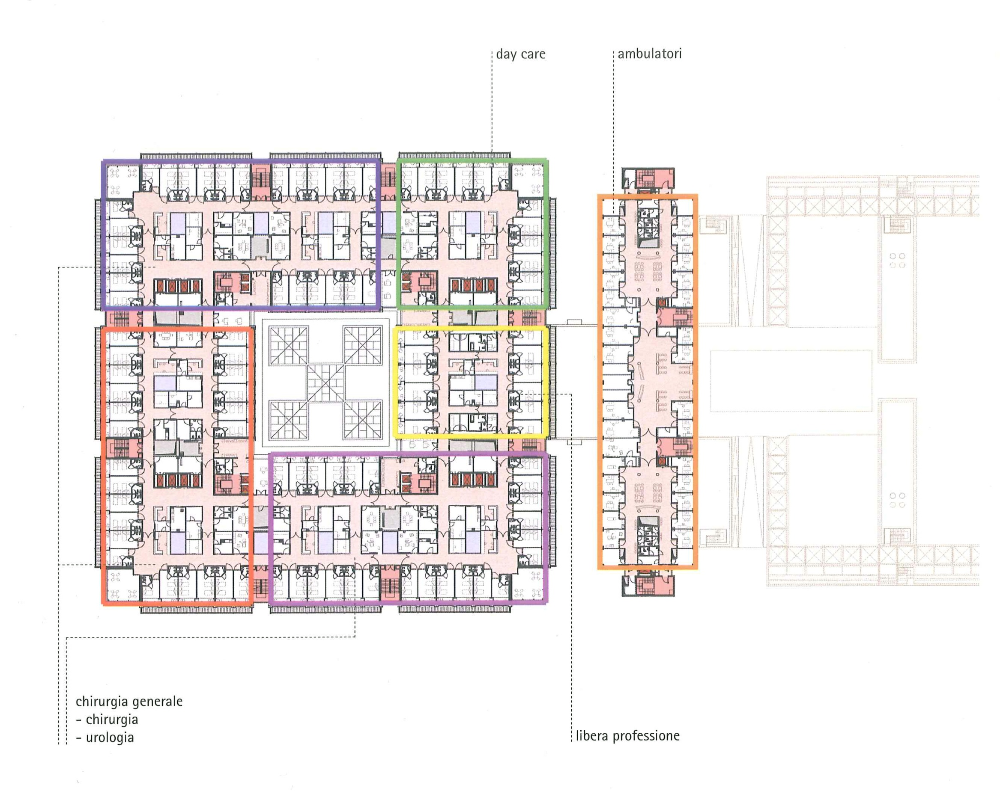 day care
ambulatori
chirurgia generale
- chirurgia
- urologia
libera professione